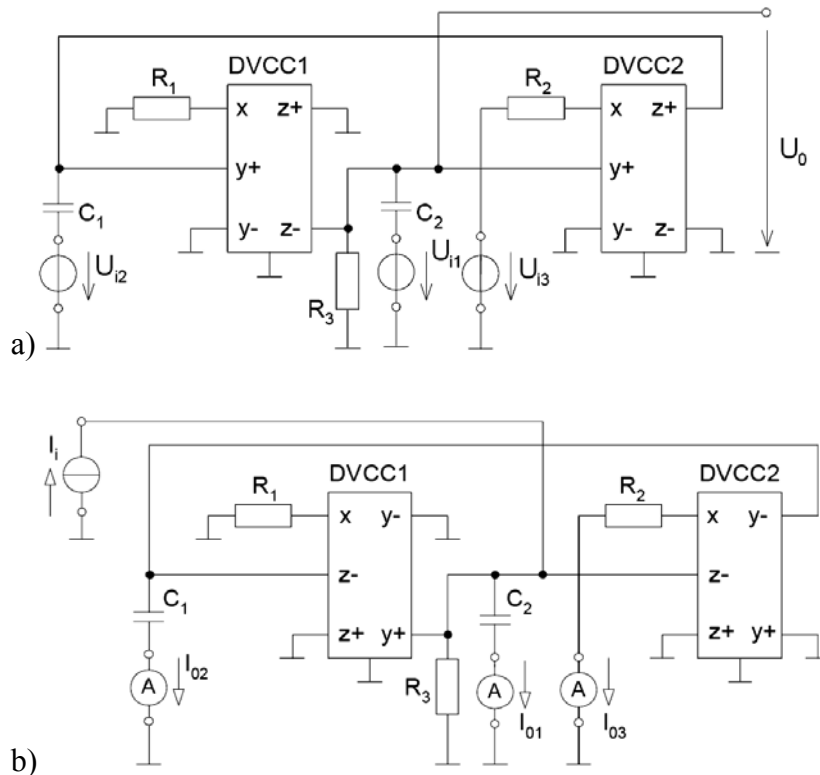 DVCC1
DVCC2
R1
R2
x
z+
x
z+
y+
y+
U0
C1
C2
y-
z-
y-
z-
Ui2
R3
Ui1
Ui3
a)
Ii
DVCC1
DVCC2
R1
R2
x
y-
x
y-
z-
z-
C1
C2
z+
y+
z+
y+
A
I02
R3
A
I01
A
I03
b)